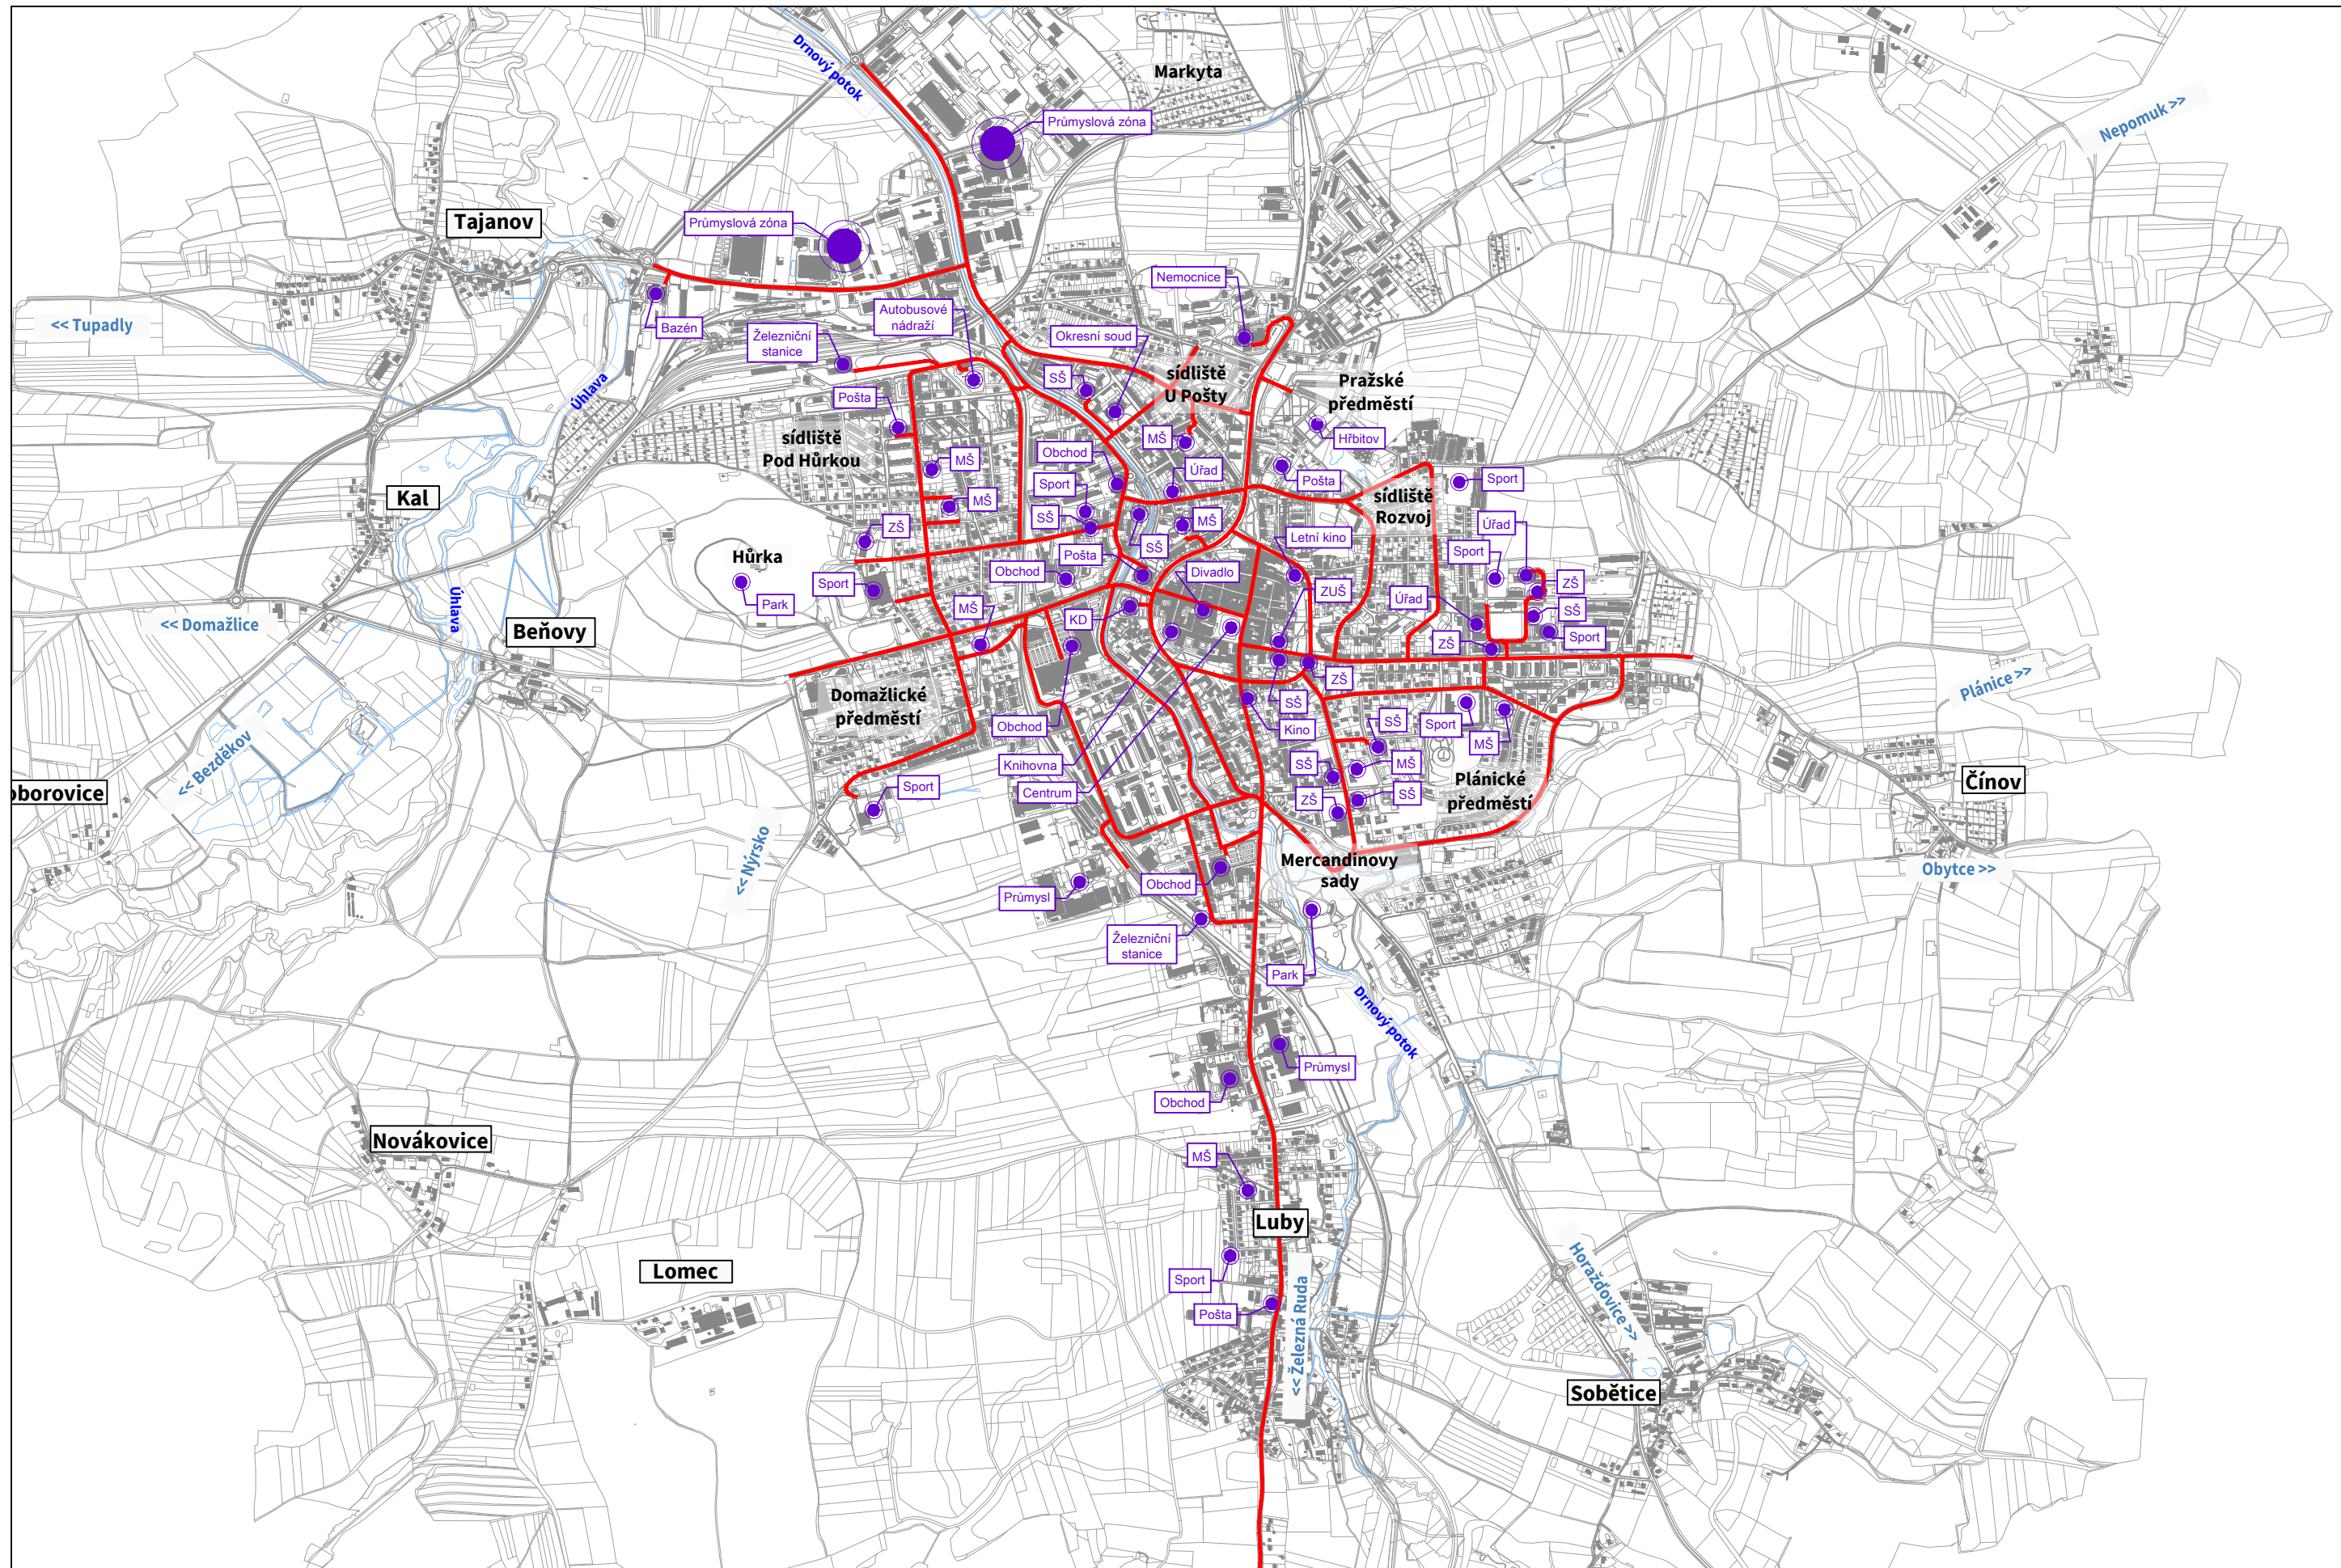 Drnový potok
Markyta
Nepomuk >>
Průmyslová zóna
Tajanov
Průmyslová zóna
<< Tupadly
Bazén
Železniční
stanice
Autobusové
nádraží
Nemocnice
Okresní soud
Úhlava
SŠ
sídliště
U Pošty
Pražské
předměstí
Pošta
sídliště
Pod Hůrkou
MŠ
Hřbitov
Obchod
MŠ
Úřad
Pošta
Sport
Kal
MŠ
Sport
SŠ
MŠ
sídliště
Rozvoj
Úřad
ZŠ
Letní kino
Hůrka
Pošta
SŠ
Sport
Park
Sport
Obchod
Divadlo
ZUŠ
Úřad
ZŠ
SŠ
Úhlava
<< Domažlice
Beňovy
MŠ
KD
ZŠ
Sport
Plánice >>
Domažlické
předměstí
ZŠ
SŠ
Obchod
Kino
SŠ
Sport
MŠ
<< Bezděkov
Knihovna
SŠ
MŠ
Plánické
předměstí
Čínov
oborovice
Sport
Centrum
ZŠ
SŠ
<< Nýrsko
Mercandinovy
sady
Obytce >>
Průmysl
Obchod
Železniční
stanice
Park
Drnový potok
Průmysl
Obchod
Novákovice
MŠ
Luby
Lomec
Sport
Pošta
<< Železná Ruda
Horažďovice >>
Sobětice